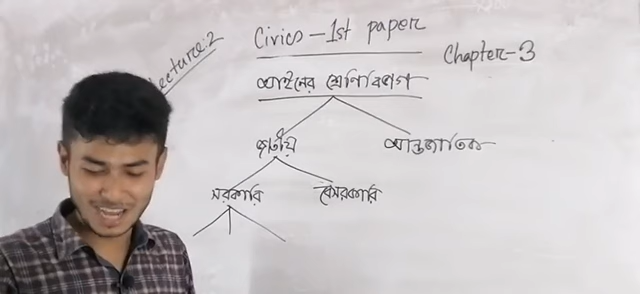 Lecture: 2
Civics - 1st paper
Chapter - 3
আইনের শ্রেণিবিভাগ
জাতীয় আন্তর্জাতিক
সরকারি বেসরকারি